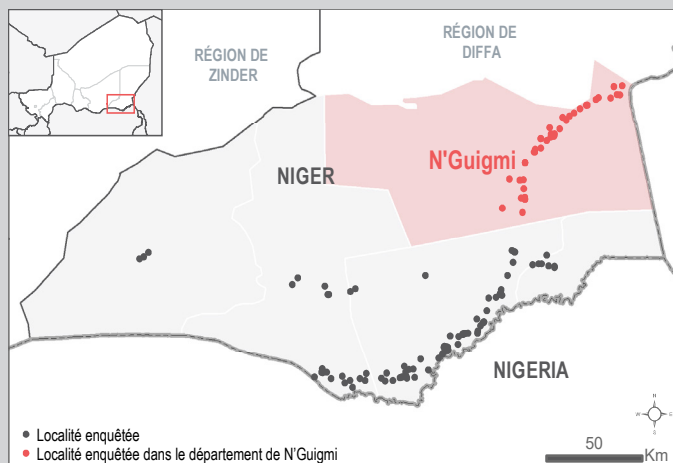 RÉGION DE
ZINDER
RÉGION DE
DIFFA
N'Guigmi
NIGER
NIGERIA
N
W
E
S
Localité enquêtée
Localité enquêtée dans le département de N'Guigmi
50
Km